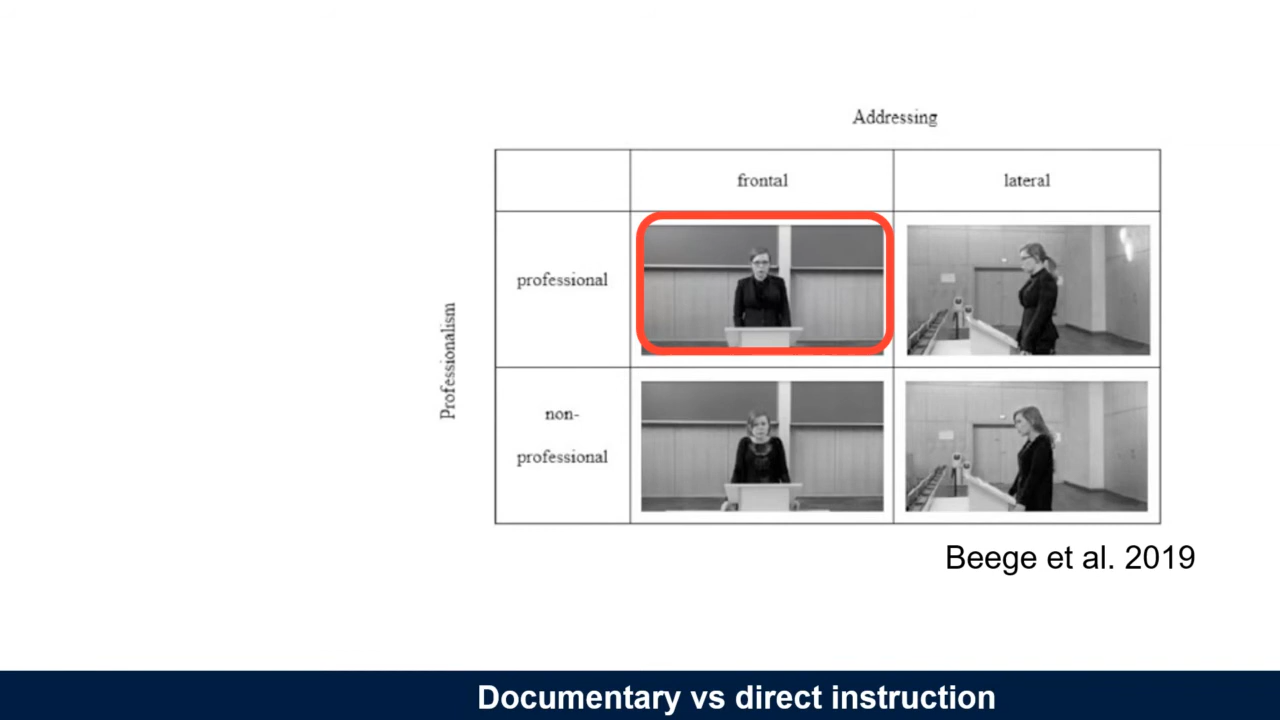 Addressing
frontal
lateral
professional
Professionalism
non-
professional
Beege et al. 2019
Documentary vs direct instruction